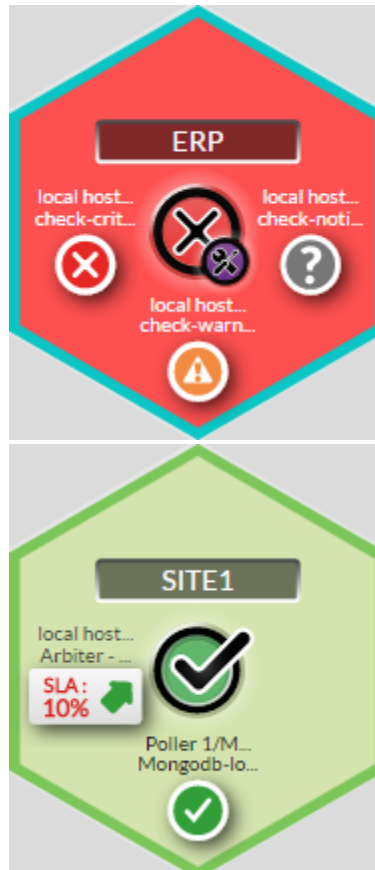 ERP
local host...
check-crit...
local host...
check-noti...
local host...
check-warn...
SITE1
local host...
Arbiter - ...
SLA :
10%
Poller 1/M...
Mongodb-lo...